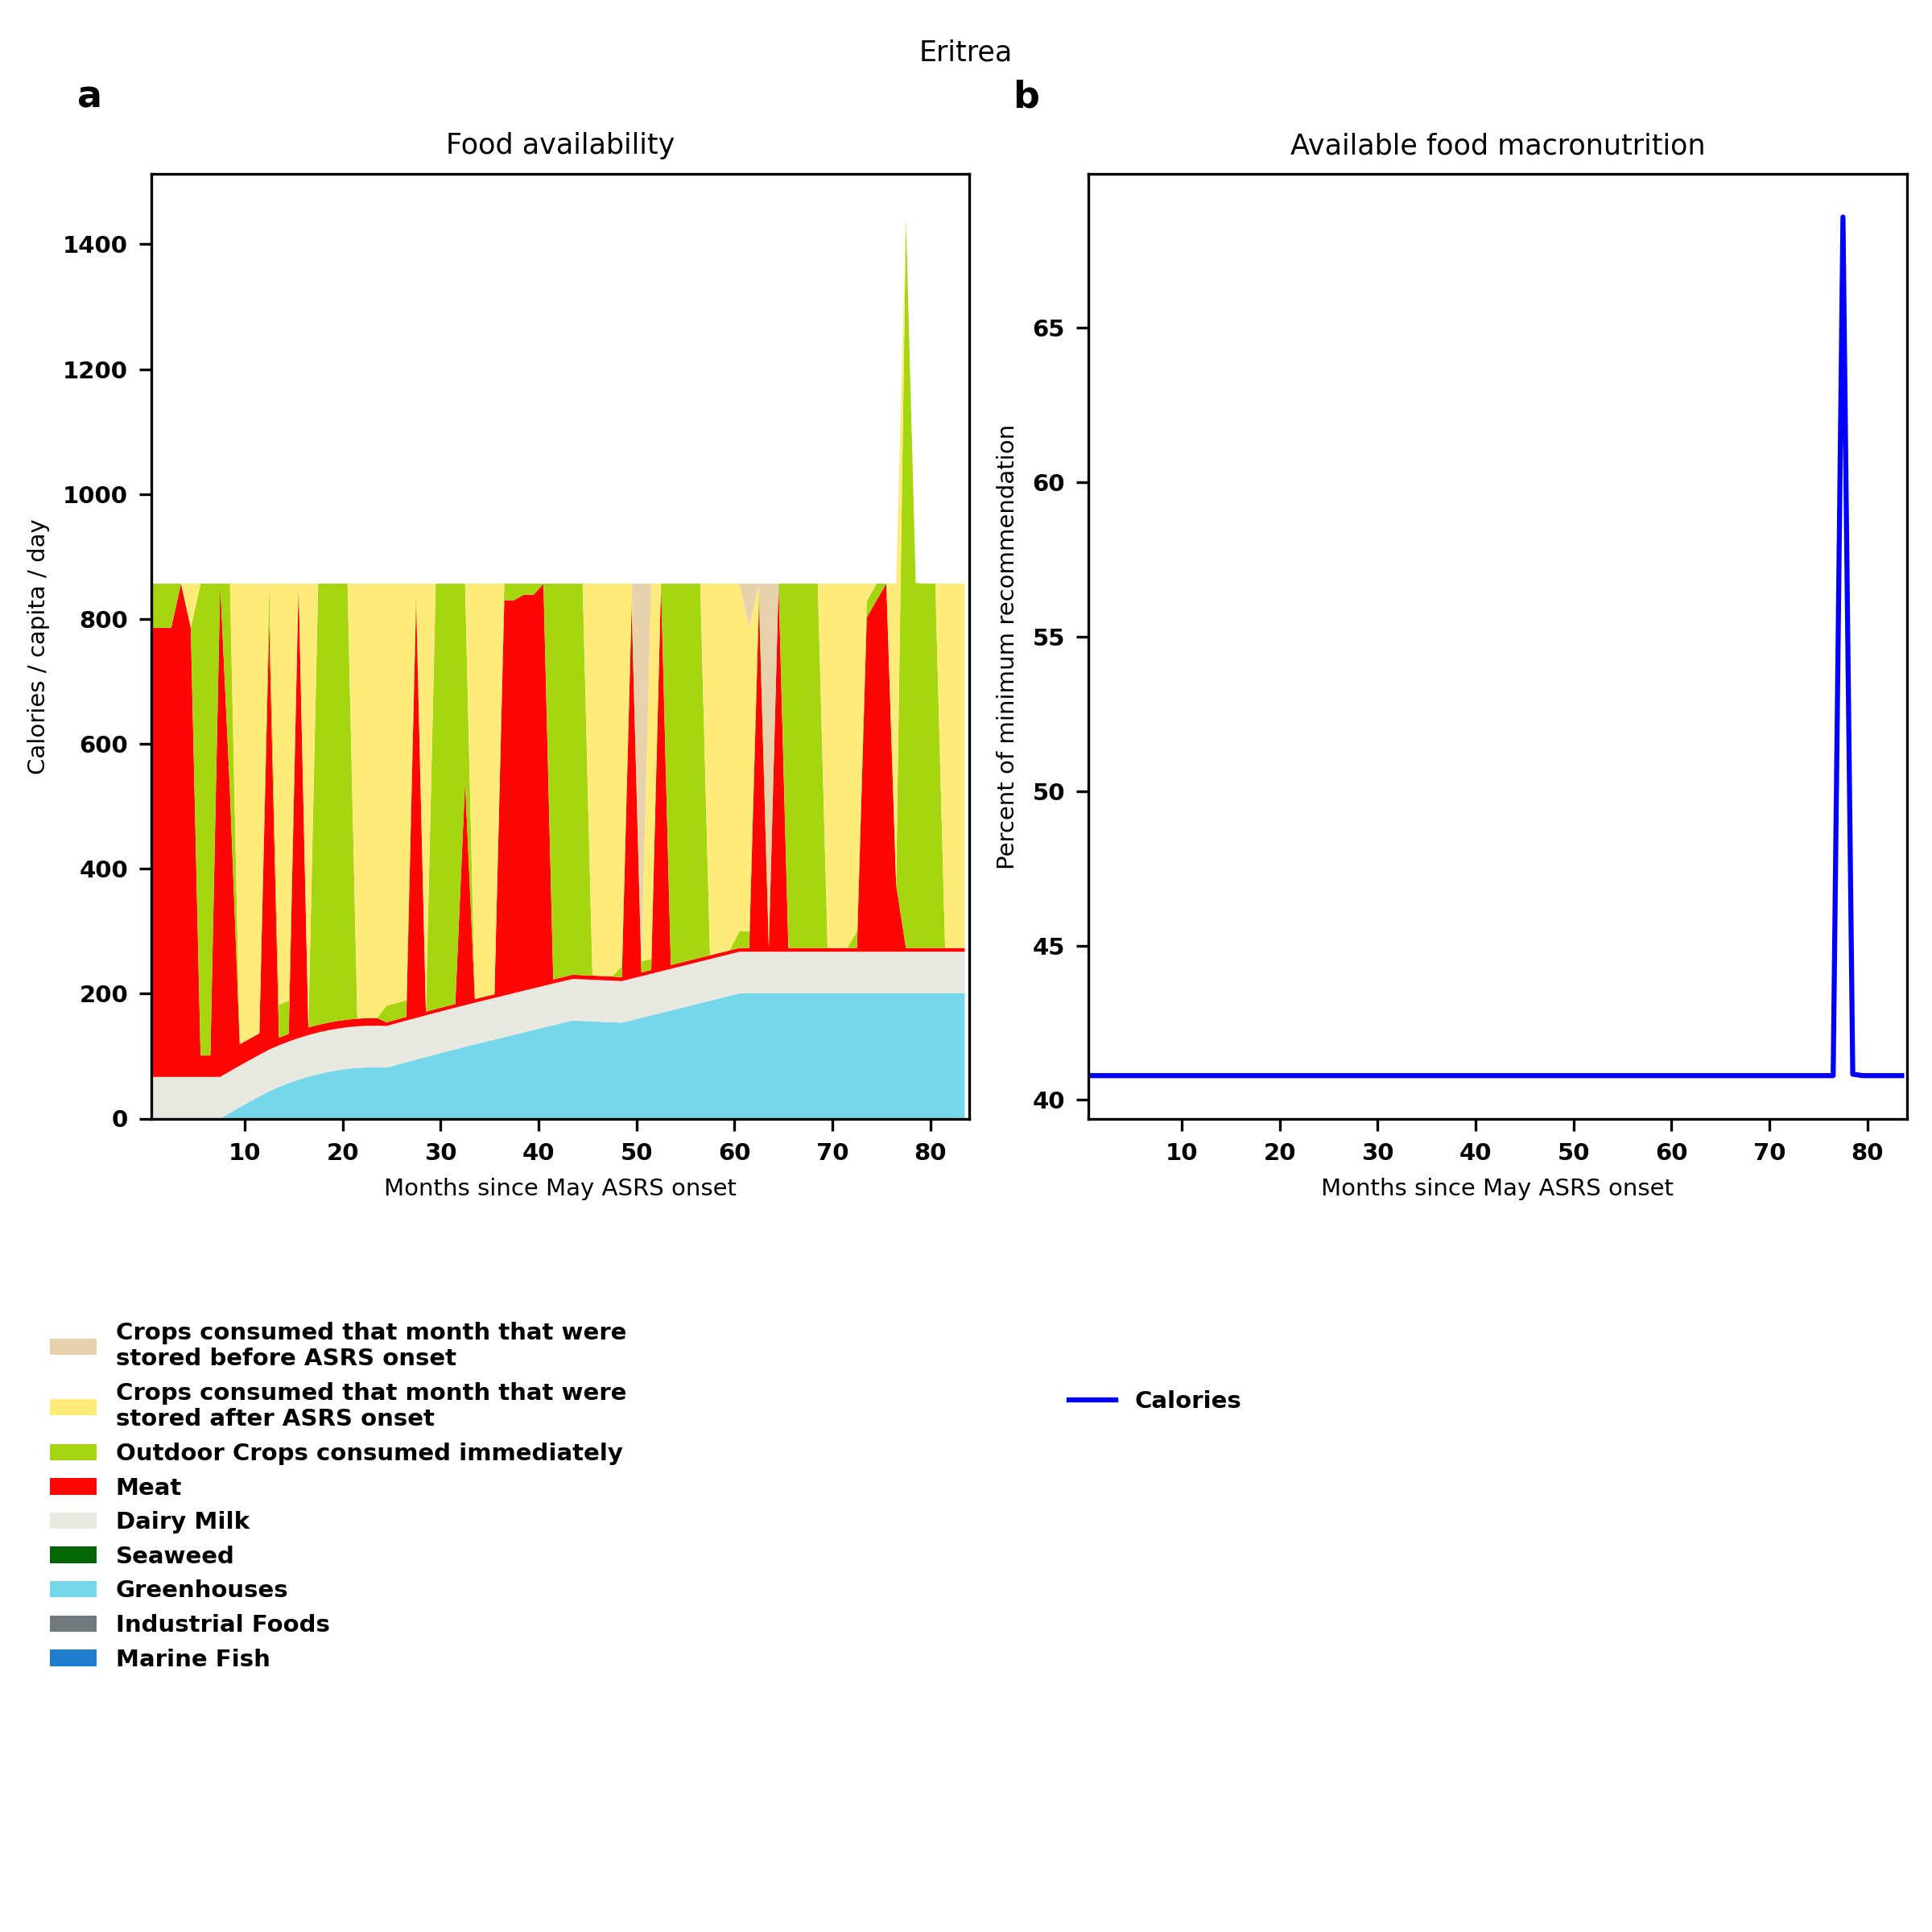 Eritrea
a
Food availability
1400
1200
1000
800
600
400
200
0
Calories / capita / day
10 20 30 40 50 60 70 80
Months since May ASRS onset
b
Available food macronutrition
65
60
55
50
45
40
Percent of minimum recommendation
10 20 30 40 50 60 70 80
Months since May ASRS onset
Crops consumed that month that were
stored before ASRS onset
Crops consumed that month that were
stored after ASRS onset
Outdoor Crops consumed immediately
Meat
Dairy Milk
Seaweed
Greenhouses
Industrial Foods
Marine Fish
Calories